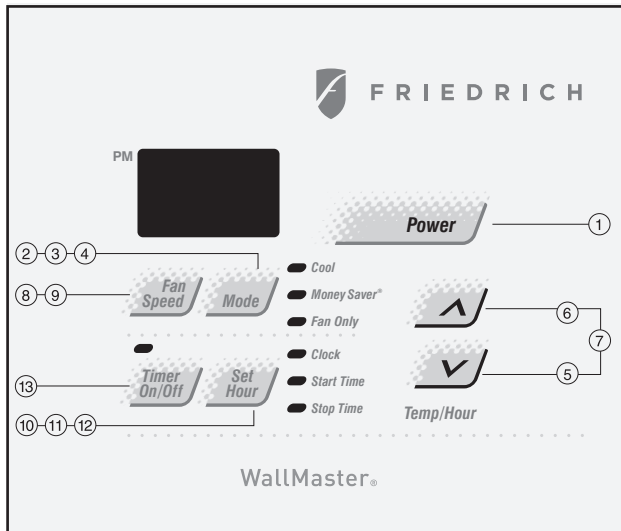 FRIEDRICH
PM
Power
1
2 3 4
8 9
Fan
Speed
Mode
Cool
Money Saver®
Fan Only
6
7
5
13
10 11 12
Timer
On/Off
Set
Hour
Clock
Start Time
Stop Time
Temp/Hour
WallMaster®